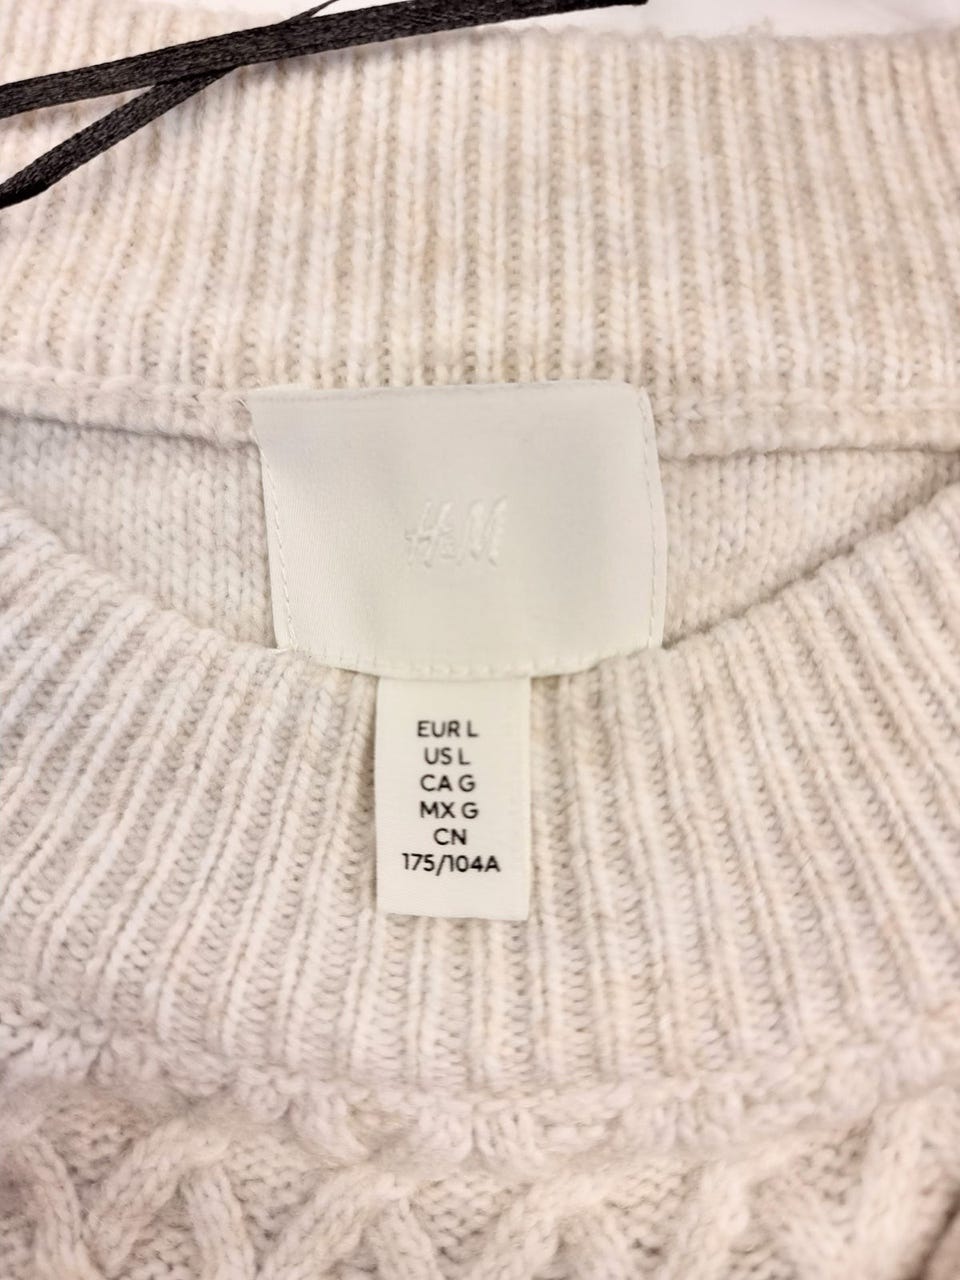 H&M
EUR L
US L
CA G
MX G
CN
175/104A